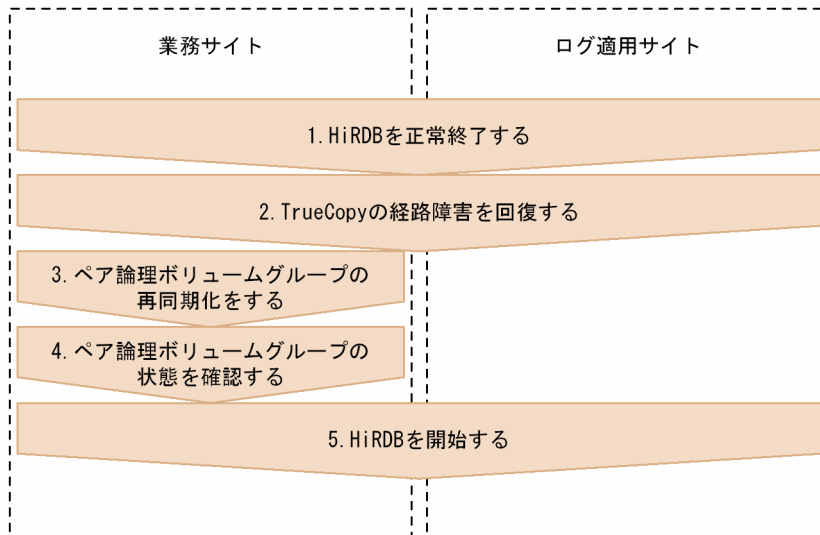 業務サイト
ログ適用サイト
1.HiRDBを正常終了する
2.TrueCopyの経路障害を回復する
3.ペア論理ボリュームグループの
再同期化をする
4.ペア論理ボリュームグループの
状態を確認する
5.HiRDBを開始する